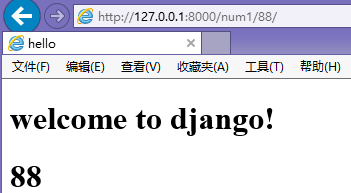 http://127.0.0.1:8000/num1/88/
hello
文件(F) 编辑(E) 查看(V) 收藏夹(A) 工具(T) 帮助(H)
welcome to django!
88